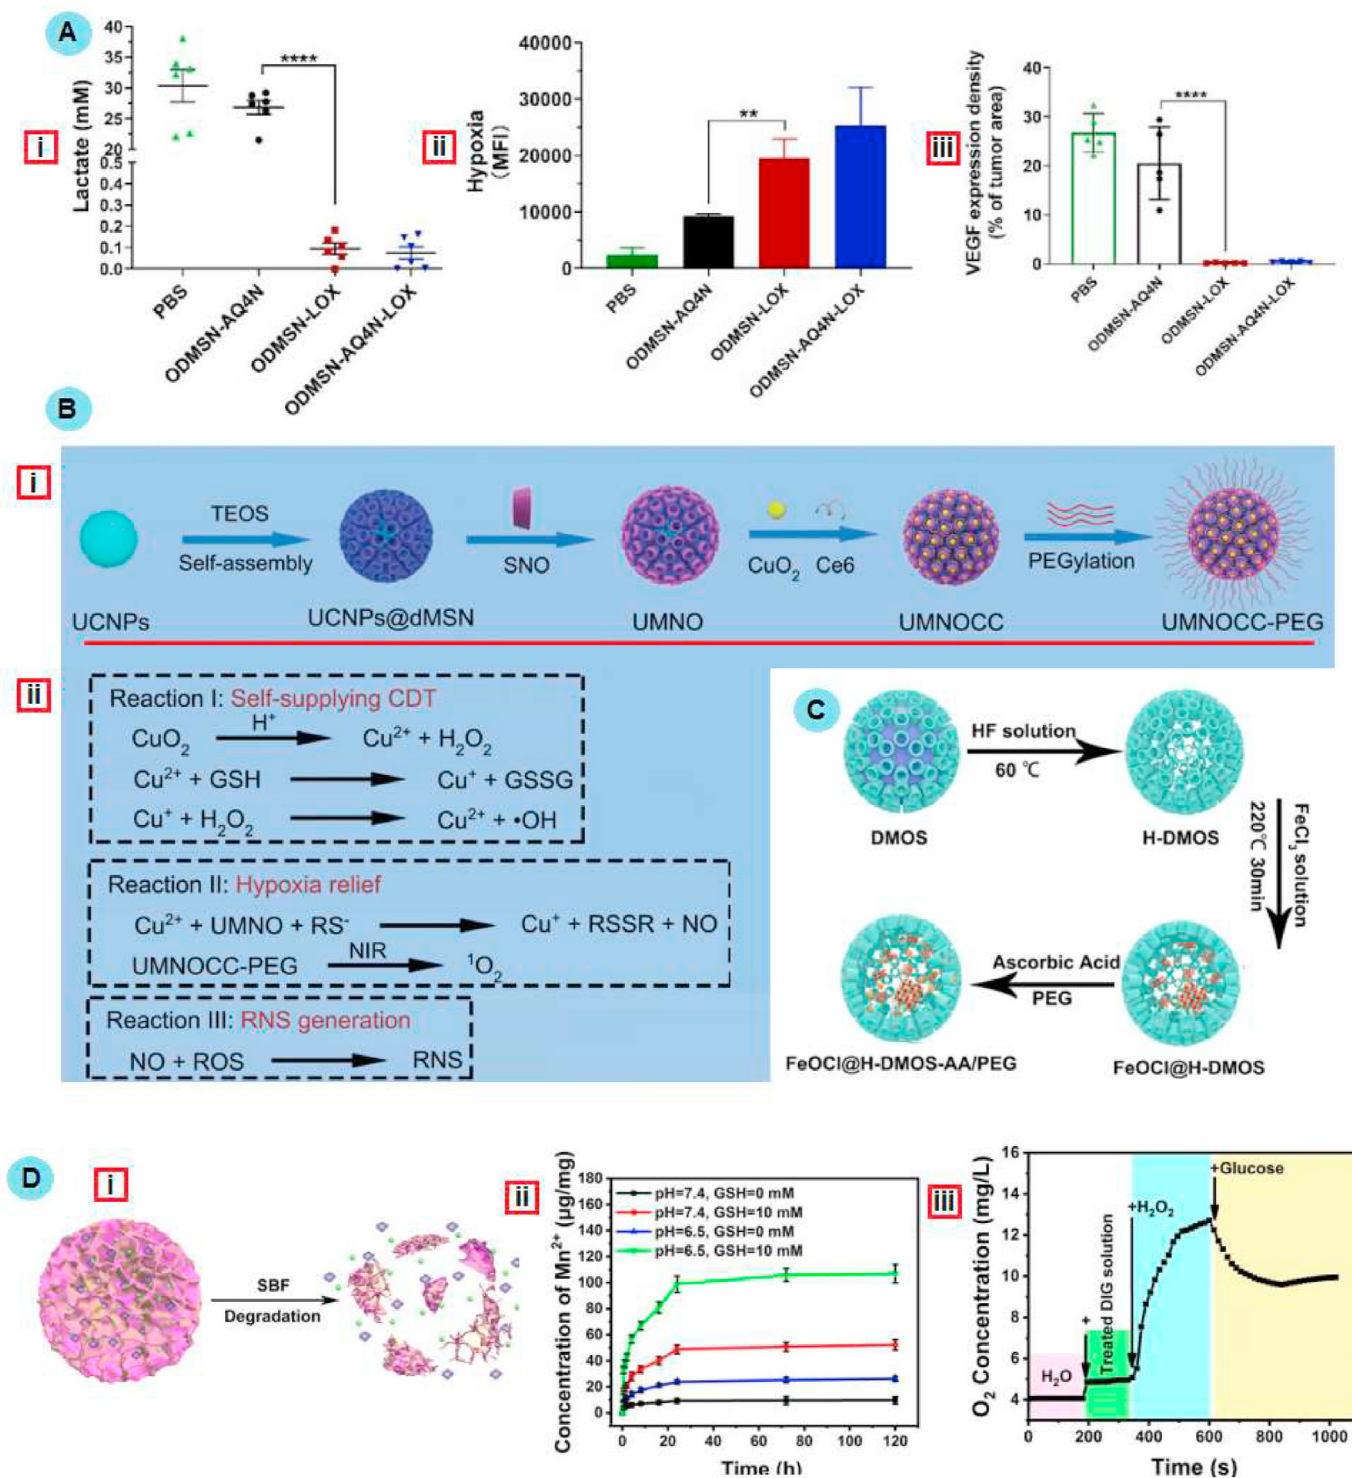 A
i
Lactate (mM)
40
35
30
25
20
0.5
0.4
0.3
0.2
0.1
0.0
****
PBS
ODMSN-AQ4N
ODMSN-LOX
ODMSN-AQ4N-LOX
ii
Hypoxia
(MFI)
40000
30000
20000
10000
0
**
PBS
ODMSN-AQ4N
ODMSN-LOX
ODMSN-AQ4N-LOX
iii
VEGF expression density
(% of tumor area)
40
30
20
10
0
****
PBS
ODMSN-AQ4N
ODMSN-LOX
ODMSN-AQ4N-LOX
B
i
TEOS
Self-assembly
SNO
CuO₂ Ce6
PEGylation
UCNPs
UCNPs@dMSN
UMNO
UMNOCC
UMNOCC-PEG
ii
Reaction I: Self-supplying CDT
CuO₂ H⁺ Cu²⁺ + H₂O₂
Cu²⁺ + GSH Cu⁺ + GSSG
Cu⁺ + H₂O₂ Cu²⁺ + •OH
Reaction II: Hypoxia relief
Cu²⁺ + UMNO + RS⁻ Cu⁺ + RSSR + NO
UMNOCC-PEG NIR ¹O₂
Reaction III: RNS generation
NO + ROS RNS
C
HF solution
60 ℃
DMOS
H-DMOS
FeCl₃ solution
220℃ 30min
Ascorbic Acid
PEG
FeOCl@H-DMOS-AA/PEG
FeOCl@H-DMOS
D
i
SBF
Degradation
ii
Concentration of Mn²⁺ (μg/mg)
180
160
140
120
100
80
60
40
20
0
pH=7.4, GSH=0 mM
pH=7.4, GSH=10 mM
pH=6.5, GSH=0 mM
pH=6.5, GSH=10 mM
0 20 40 60 80 100 120
Time (h)
iii
O₂ Concentration (mg/L)
16
14
12
10
8
6
4
H₂O
+
Treated DIG solution
+H₂O₂
+Glucose
0 200 400 600 800 1000
Time (s)